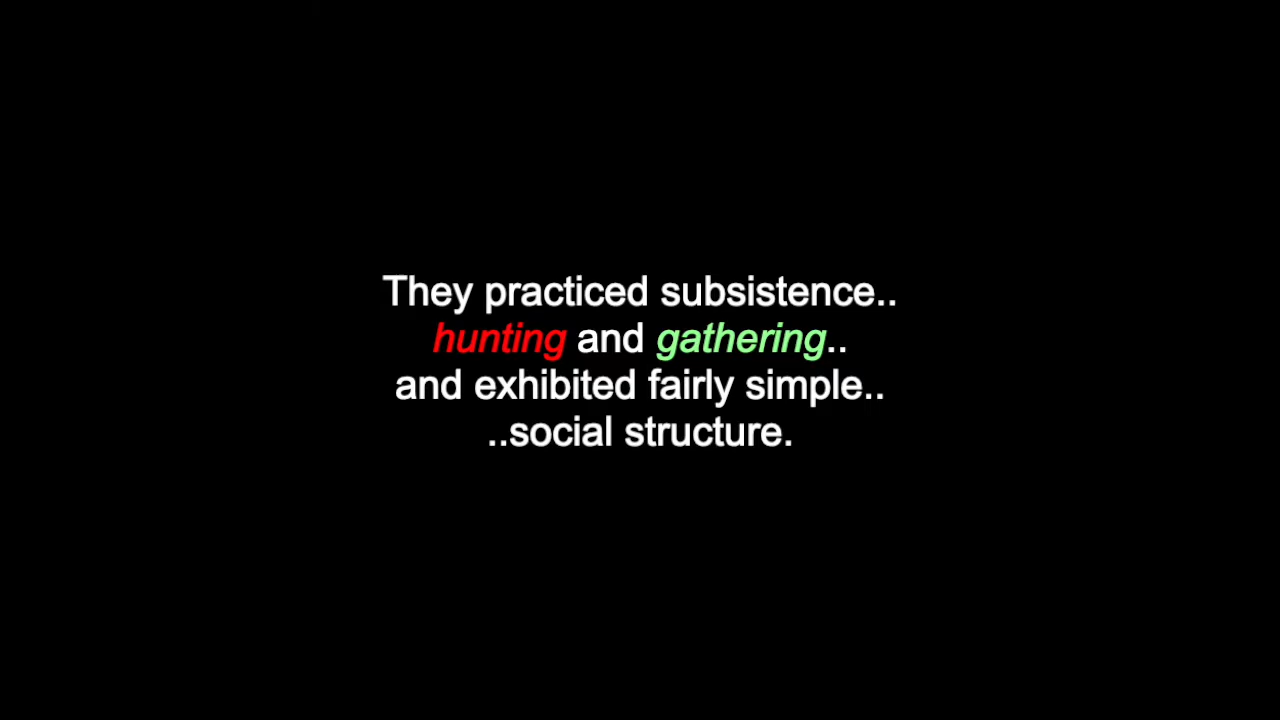 They practiced subsistence..
hunting and gathering..
and exhibited fairly simple..
..social structure.